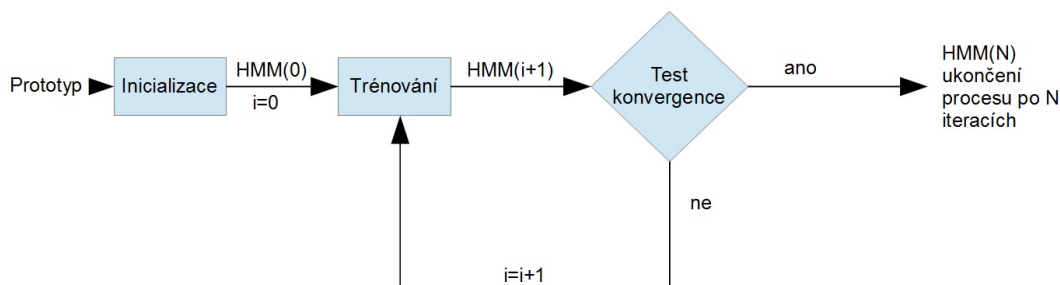 Prototyp
Inicializace
HMM(0)
i=0
Trénování
HMM(i+1)
Test
konvergence
ano
HMM(N)
ukončení
procesu po N
iteracích
ne
i=i+1